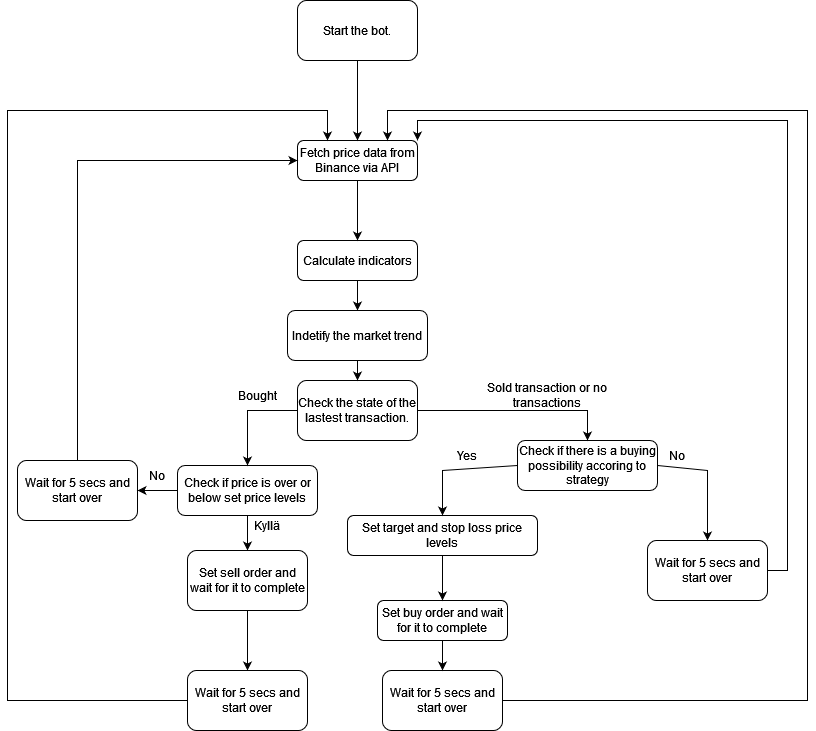 Start the bot.
Fetch price data from
Binance via API
Calculate indicators
Indetify the market trend
Check the state of the
lastest transaction.
Bought
Sold transaction or no
transactions
Check if there is a buying
possibility accoring to
strategy
Yes
No
Wait for 5 secs and
start over
No
Check if price is over or
below set price levels
Kyllä
Set target and stop loss price
levels
Wait for 5 secs and
start over
Set sell order and
wait for it to complete
Set buy order and wait
for it to complete
Wait for 5 secs and
start over
Wait for 5 secs and
start over